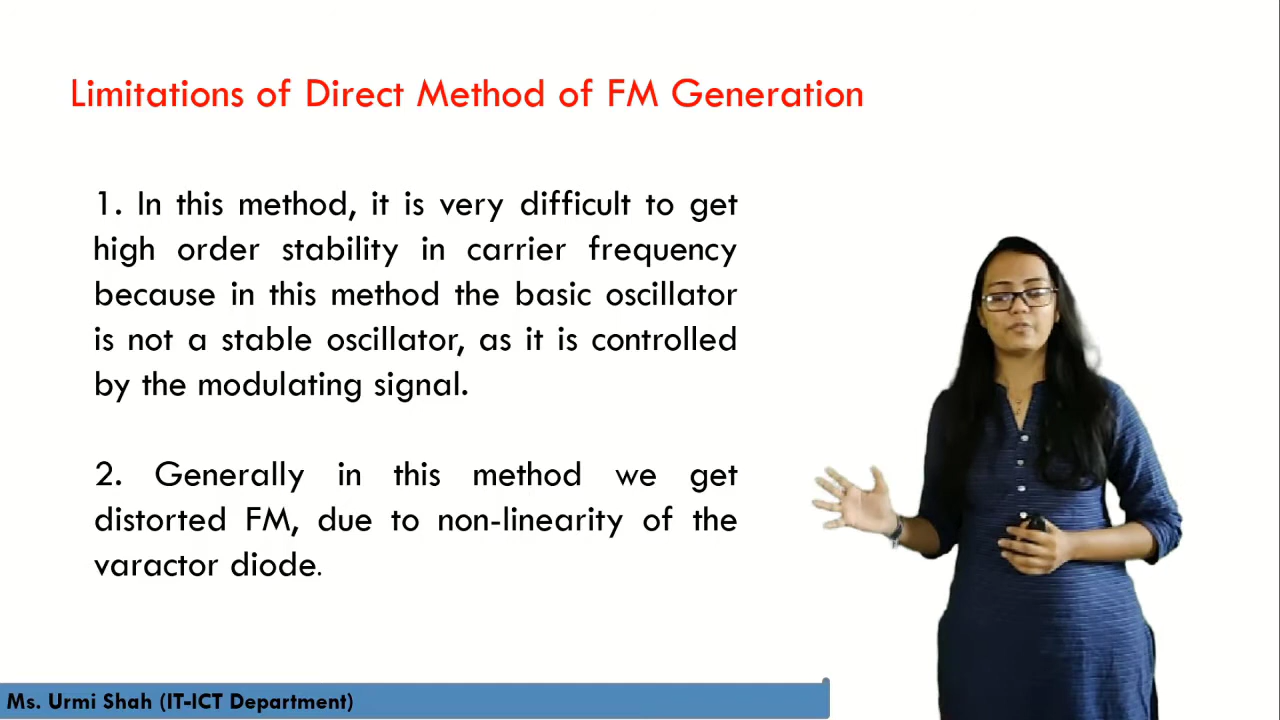 Limitations of Direct Method of FM Generation
1. In this method, it is very difficult to get
high order stability in carrier frequency
because in this method the basic oscillator
is not a stable oscillator, as it is controlled
by the modulating signal.
2. Generally in this method we get
distorted FM, due to non-linearity of the
varactor diode.
Ms. Urmi Shah (IT-ICT Department)